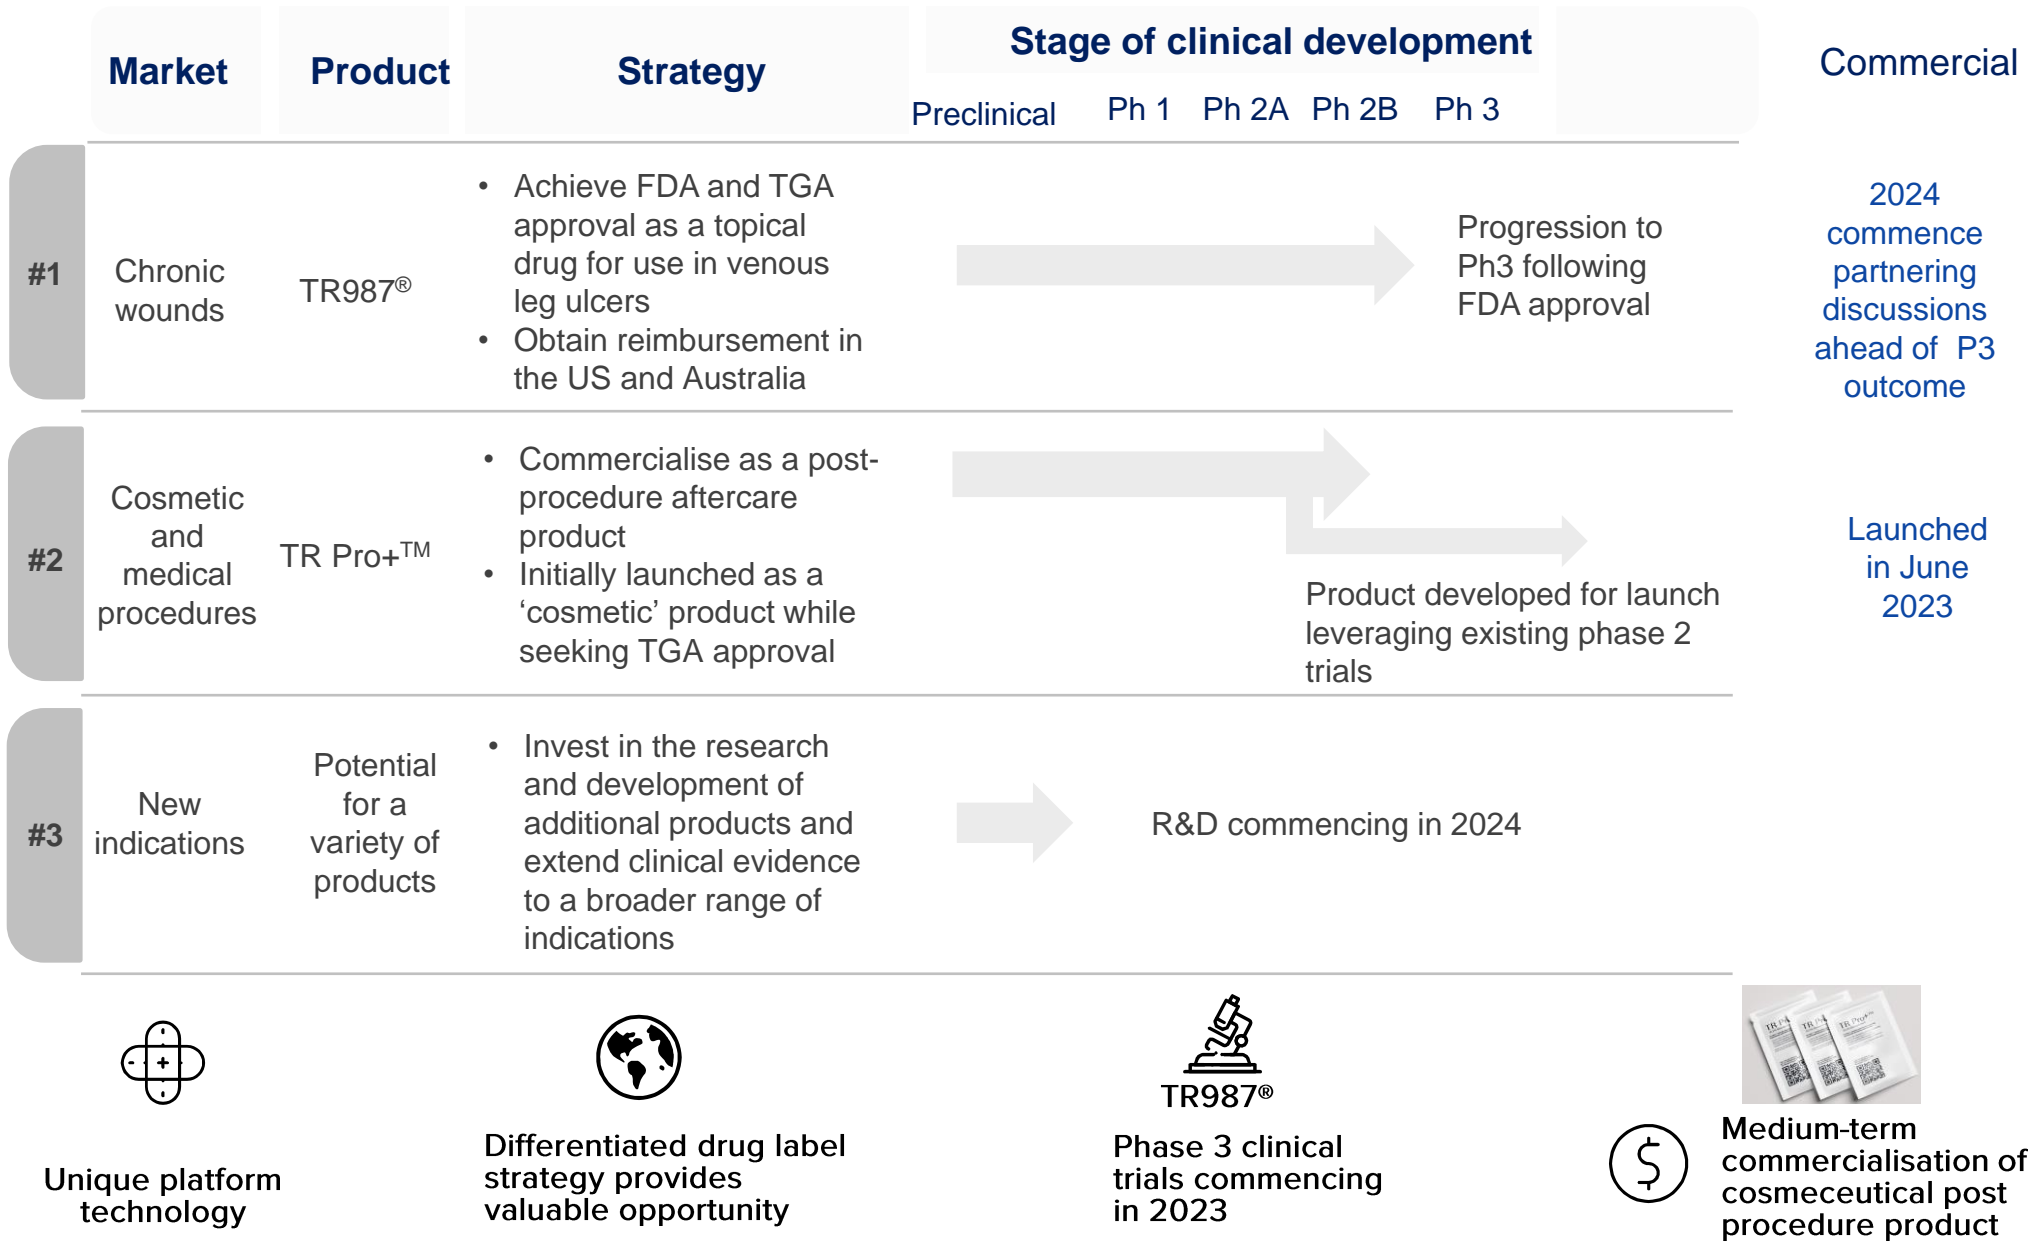 Market
Product
Strategy
Stage of clinical development
Preclinical
Ph 1
Ph 2A
Ph 2B
Ph 3
Commercial
#1
Chronic
wounds
TR987®
• Achieve FDA and TGA
approval as a topical
drug for use in venous
leg ulcers
• Obtain reimbursement in
the US and Australia
Progression to
Ph3 following
FDA approval
2024
commence
partnering
discussions
ahead of P3
outcome
#2
Cosmetic
and
medical
procedures
TR Pro+TM
• Commercialise as a post-
procedure aftercare
product
• Initially launched as a
‘cosmetic’ product while
seeking TGA approval
Product developed for launch
leveraging existing phase 2
trials
Launched
in June
2023
#3
New
indications
Potential
for a
variety of
products
• Invest in the research
and development of
additional products and
extend clinical evidence
to a broader range of
indications
R&D commencing in 2024
Unique platform
technology
Differentiated drug label
strategy provides
valuable opportunity
TR987®
Phase 3 clinical
trials commencing
in 2023
TR Pro+™
$
Medium-term
commercialisation of
cosmeceutical post
procedure product